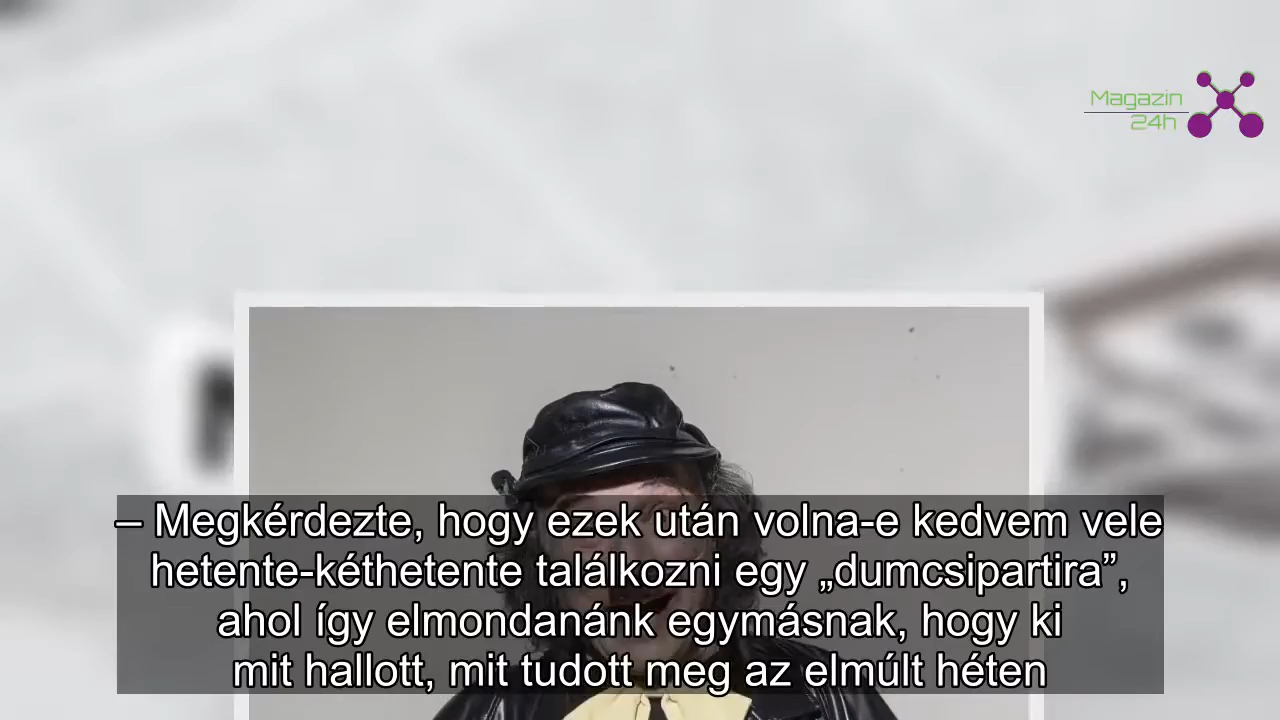 Magazin
24h
– Megkérdezte, hogy ezek után volna-e kedvem vele
hetente-kéthetente találkozni egy „dumcsipartira”,
ahol így elmondanánk egymásnak, hogy ki
mit hallott, mit tudott meg az elmúlt héten